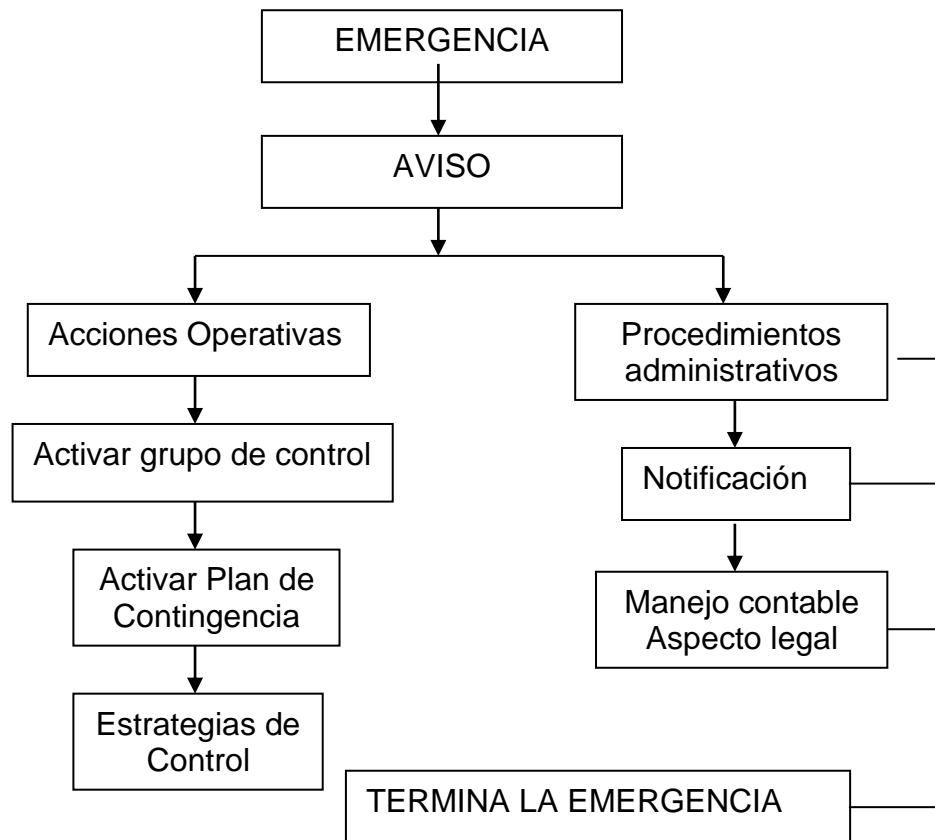 EMERGENCIA
AVISO
Acciones Operativas
Activar grupo de control
Activar Plan de
Contingencia
Estrategias de
Control
Procedimientos
administrativos
Notificación
Manejo contable
Aspecto legal
TERMINA LA EMERGENCIA